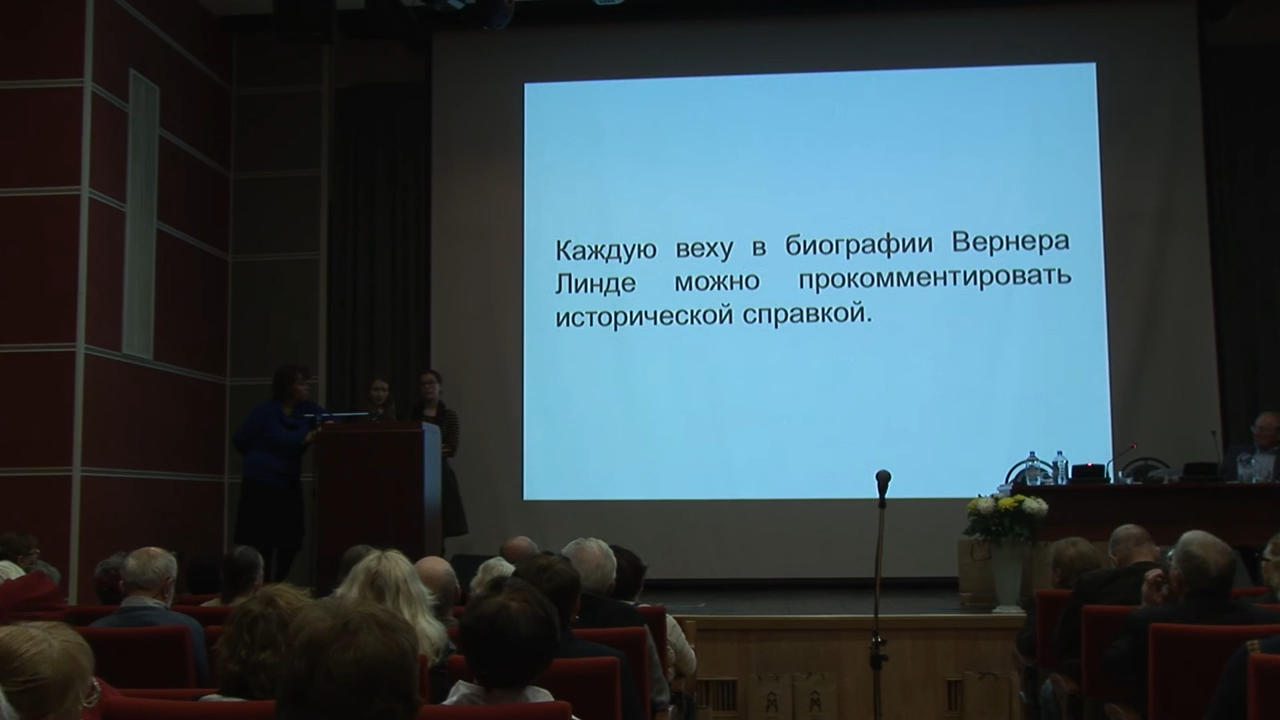 Каждую веху в биографии Вернера
Линде можно прокомментировать
исторической справкой.